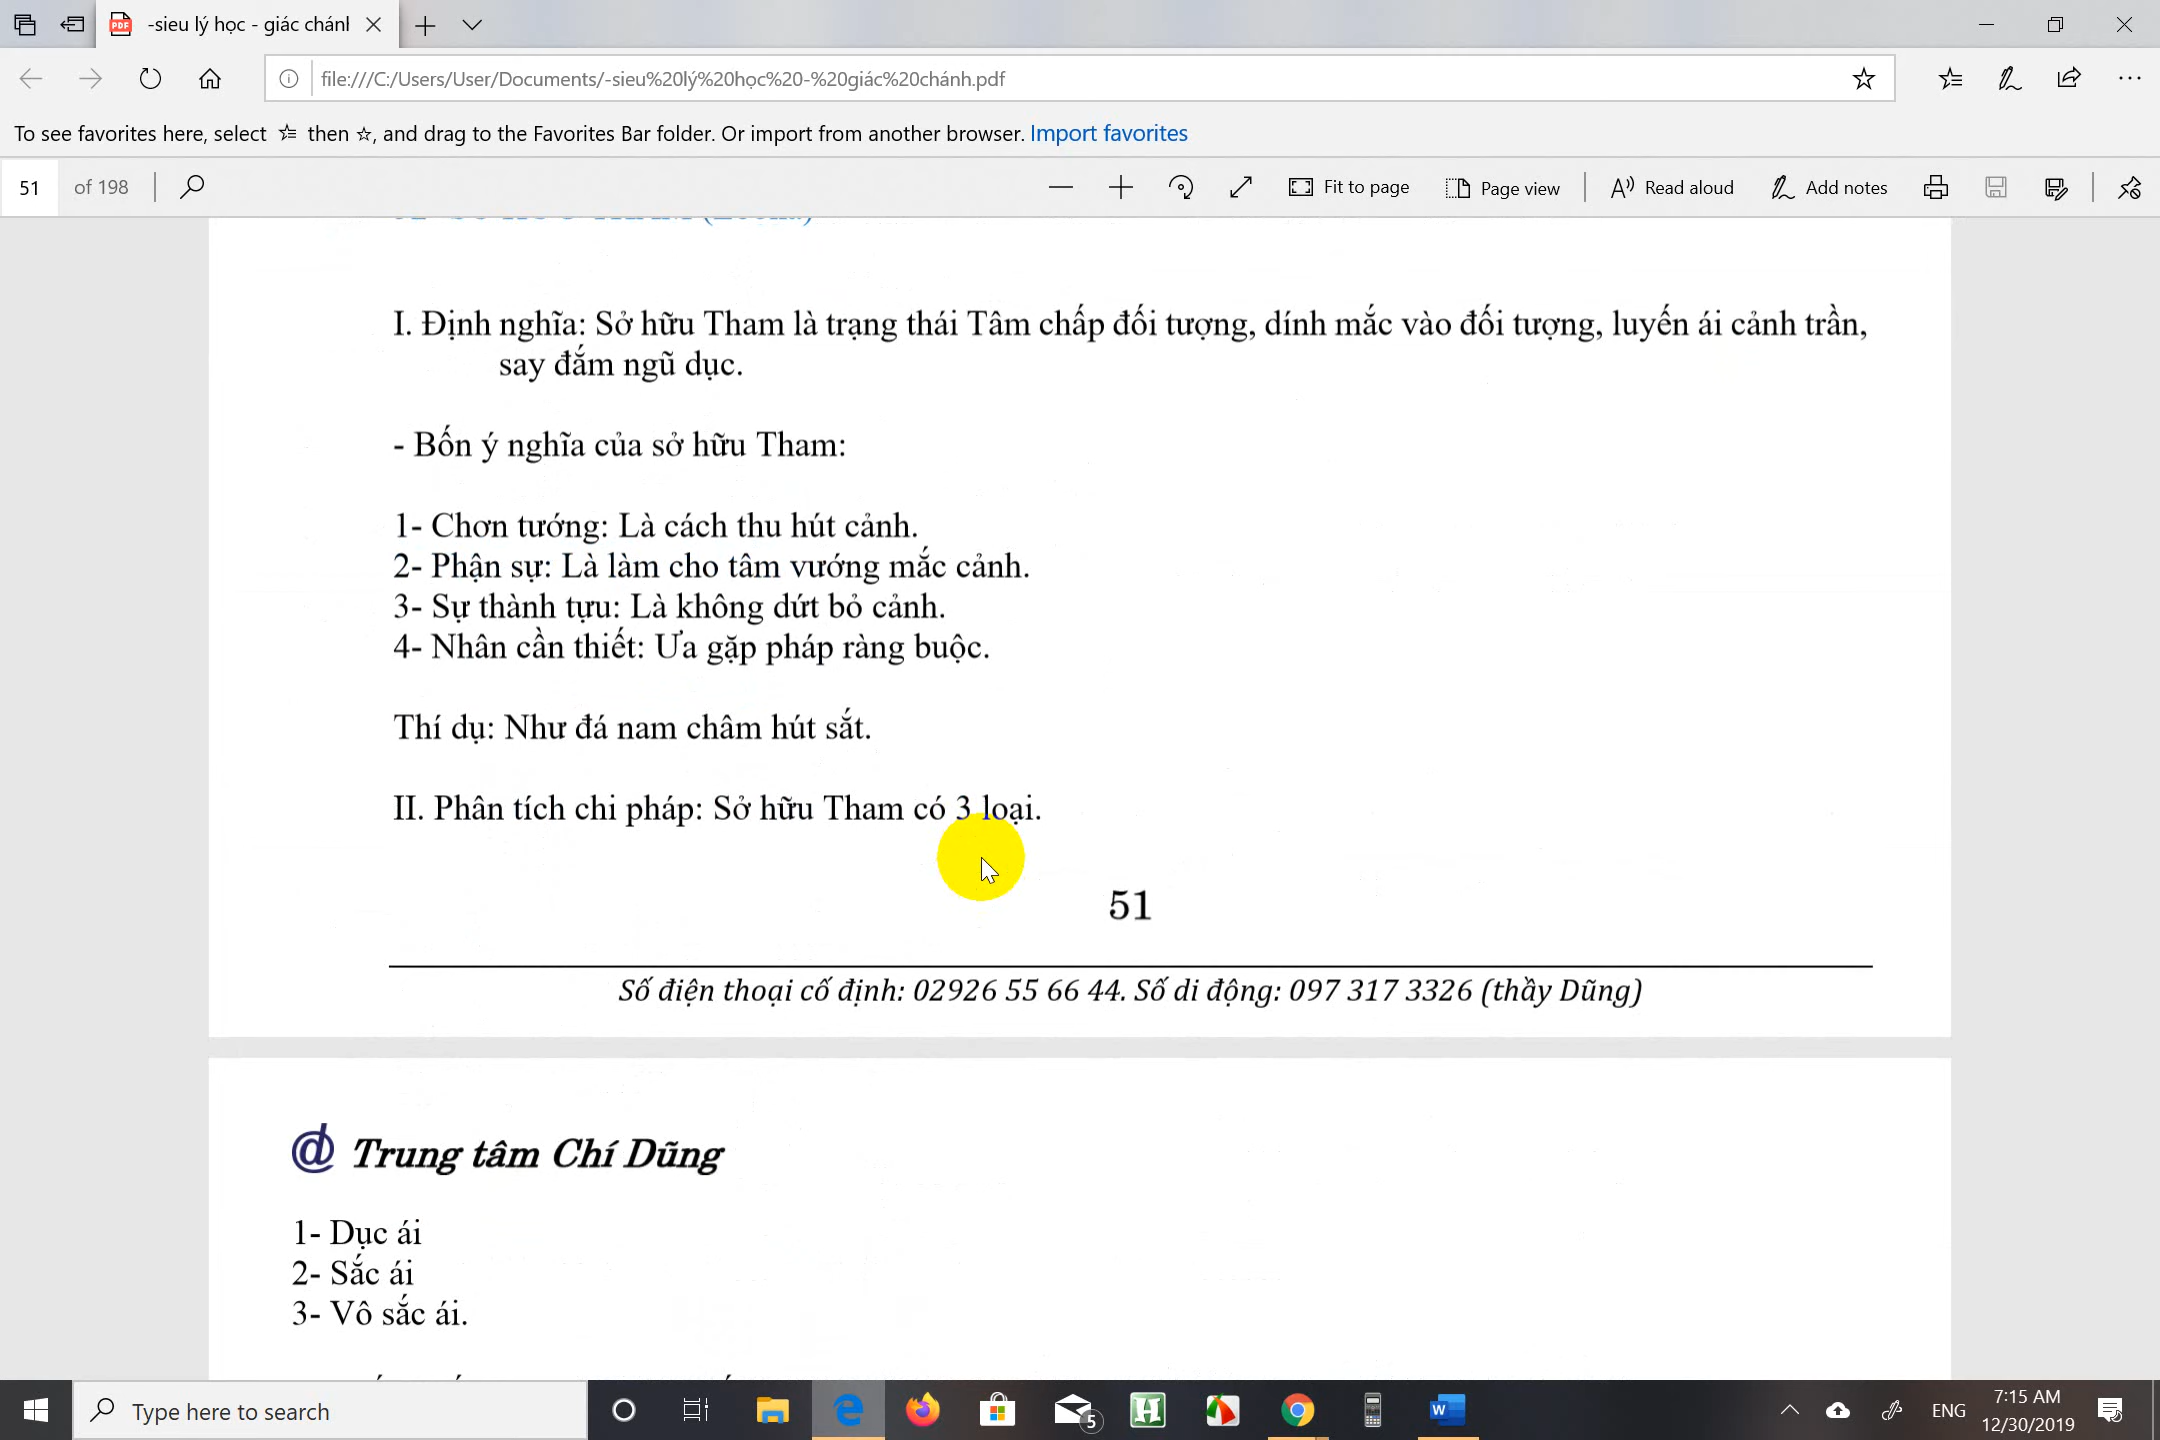 -sieu lý học - giác chánh
file:///C:/Users/User/Documents/-sieu%20lý%20học%20-%20giác%20chánh.pdf
To see favorites here, select then , and drag to the Favorites Bar folder. Or import from another browser. Import favorites
51 of 198 Fit to page Page view Read aloud Add notes
I. Định nghĩa: Sở hữu Tham là trạng thái Tâm chấp đối tượng, dính mắc vào đối tượng, luyến ái cảnh trần,
say đắm ngũ dục.
- Bốn ý nghĩa của sở hữu Tham:
1- Chơn tướng: Là cách thu hút cảnh.
2- Phận sự: Là làm cho tâm vướng mắc cảnh.
3- Sự thành tựu: Là không dứt bỏ cảnh.
4- Nhân cần thiết: Ưa gặp pháp ràng buộc.
Thí dụ: Như đá nam châm hút sắt.
II. Phân tích chi pháp: Sở hữu Tham có 3 loại.
51
Số điện thoại cố định: 02926 55 66 44. Số di động: 097 317 3326 (thầy Dũng)
@ Trung tâm Chí Dũng
1- Dục ái
2- Sắc ái
3- Vô sắc ái.
Type here to search
5
ENG
7:15 AM
12/30/2019